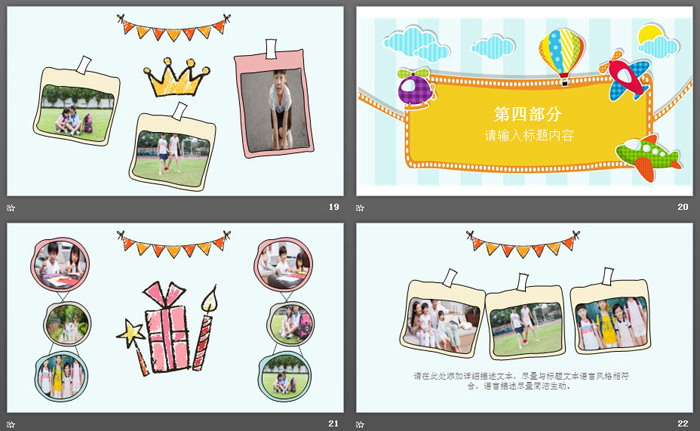 19
第四部分
请输入标题内容
20
21
请在此处添加详细描述文本，尽量与标题文本语言风格相符
合，语言描述尽量简洁生动。
22